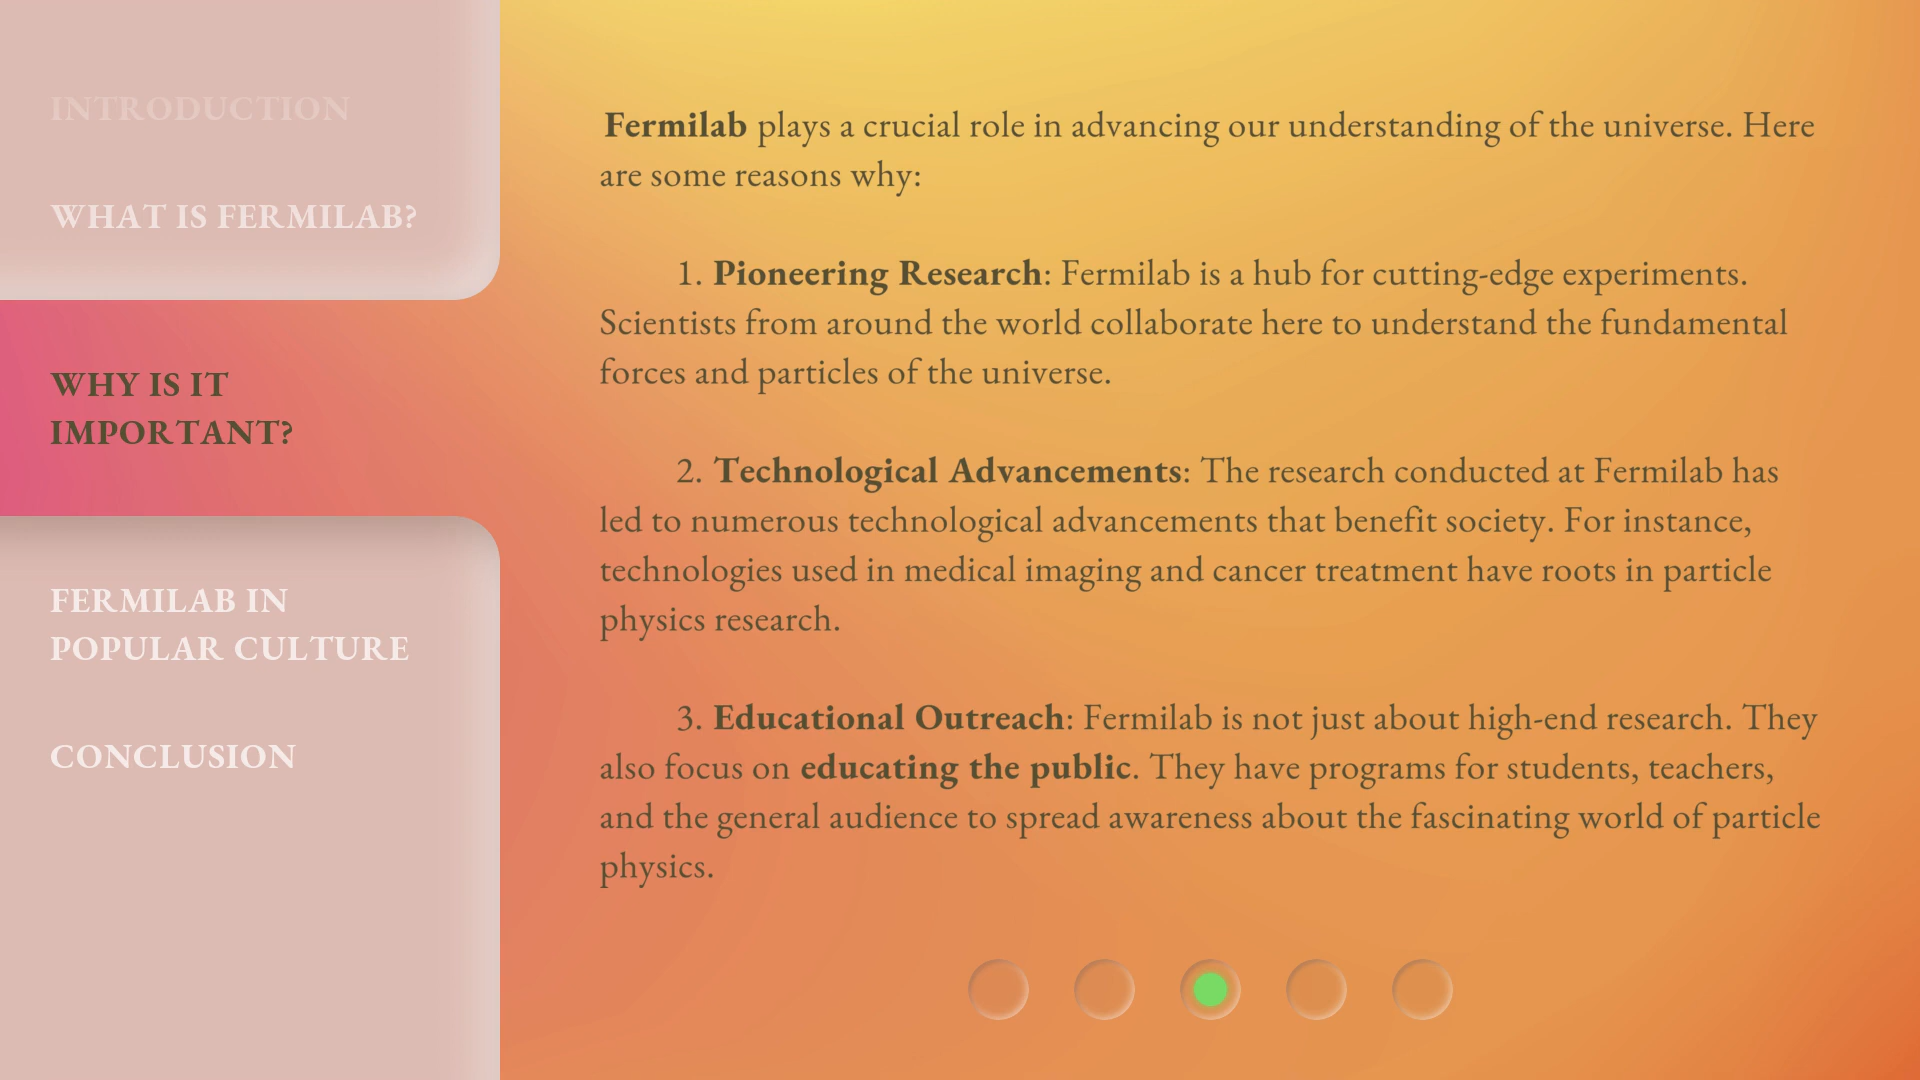 INTRODUCTION
WHAT IS FERMILAB?
WHY IS IT
IMPORTANT?
FERMILAB IN
POPULAR CULTURE
CONCLUSION
Fermilab plays a crucial role in advancing our understanding of the universe. Here
are some reasons why:
1. Pioneering Research: Fermilab is a hub for cutting-edge experiments.
Scientists from around the world collaborate here to understand the fundamental
forces and particles of the universe.
2. Technological Advancements: The research conducted at Fermilab has
led to numerous technological advancements that benefit society. For instance,
technologies used in medical imaging and cancer treatment have roots in particle
physics research.
3. Educational Outreach: Fermilab is not just about high-end research. They
also focus on educating the public. They have programs for students, teachers,
and the general audience to spread awareness about the fascinating world of particle
physics.